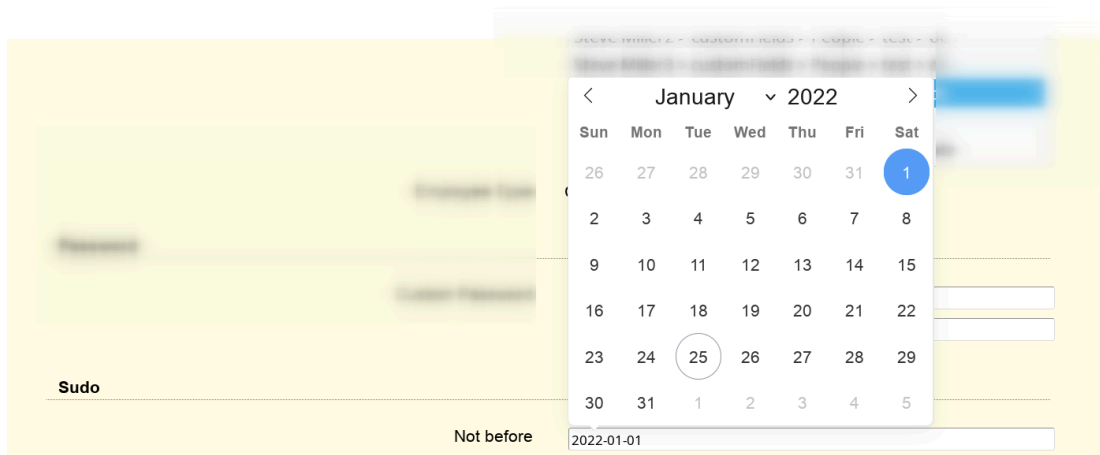 January 2022
Sun Mon Tue Wed Thu Fri Sat
26 27 28 29 30 31 1
2 3 4 5 6 7 8
9 10 11 12 13 14 15
16 17 18 19 20 21 22
23 24 25 26 27 28 29
30 31 1 2 3 4 5
Sudo
Not before 2022-01-01